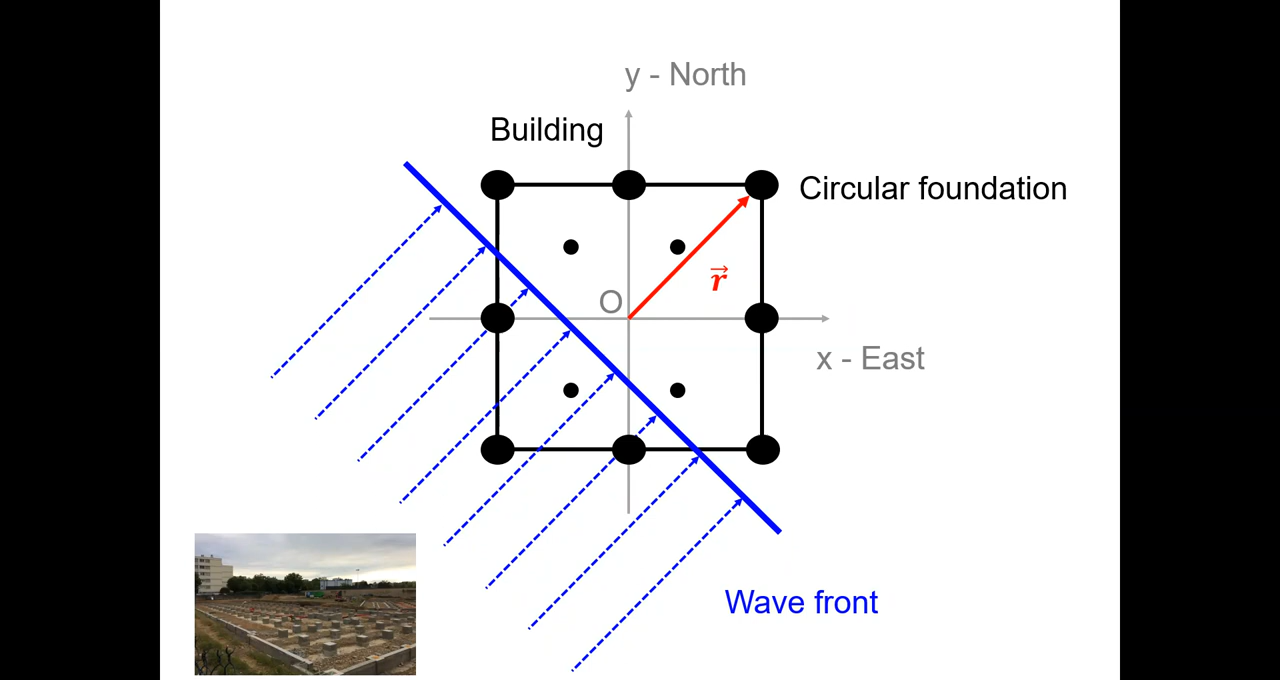 y - North
Building
Circular foundation
r
O
x - East
Wave front